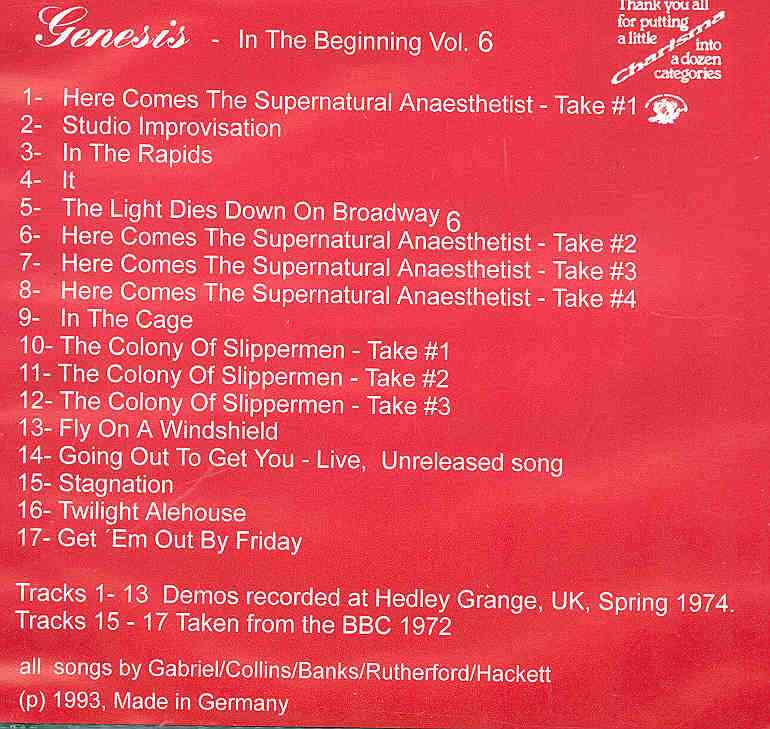 Genesis - In The Beginning Vol. 6
Thank you all
for putting
a little
Charisma
into
a dozen
categories
1- Here Comes The Supernatural Anaesthetist - Take #1
2- Studio Improvisation
3- In The Rapids
4- It
5- The Light Dies Down On Broadway 6
6- Here Comes The Supernatural Anaesthetist - Take #2
7- Here Comes The Supernatural Anaesthetist - Take #3
8- Here Comes The Supernatural Anaesthetist - Take #4
9- In The Cage
10- The Colony Of Slippermen - Take #1
11- The Colony Of Slippermen - Take #2
12- The Colony Of Slippermen - Take #3
13- Fly On A Windshield
14- Going Out To Get You - Live, Unreleased song
15- Stagnation
16- Twilight Alehouse
17- Get ´Em Out By Friday
Tracks 1- 13 Demos recorded at Hedley Grange, UK, Spring 1974.
Tracks 15 - 17 Taken from the BBC 1972
all songs by Gabriel/Collins/Banks/Rutherford/Hackett
(p) 1993, Made in Germany